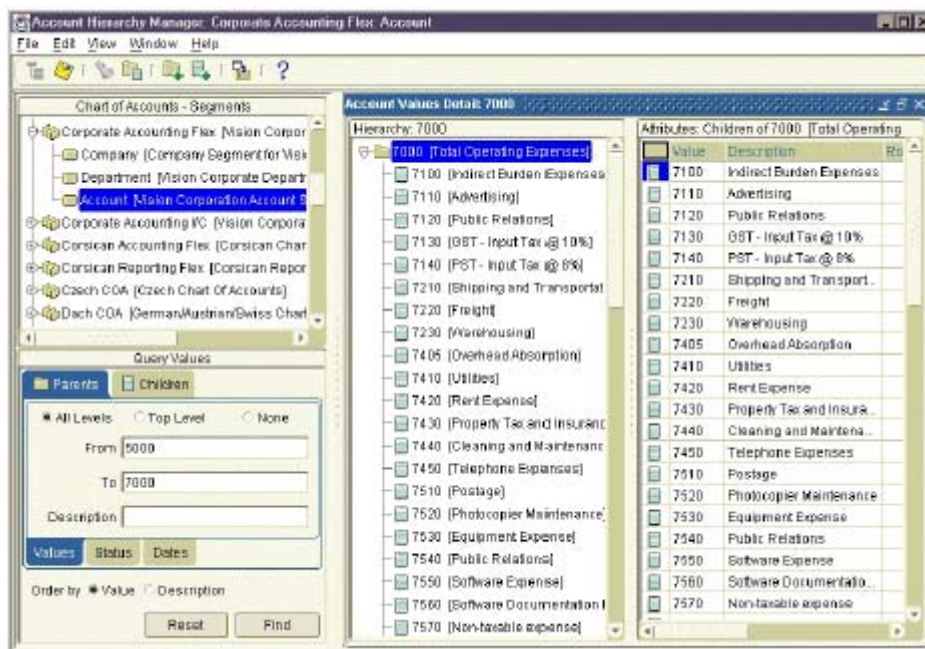 Account Hierarchy Manager: Corporate Accounting Flex: Account
File Edit View Window Help
Chart of Accounts - Segments
Corporate Accounting Flex [Vision Corpor
Company [Company Segment for Visi
Department [Vision Corporate Departr
Account [Vision Corporation Account S
Corporate Accounting I/C [Vision Corpora
Corsican Accounting Flex [Corsican Char
Corsican Reporting Flex [Corsican Repor
Czech COA [Czech Chart Of Accounts]
Dach COA [German/Austrian/Swiss Chart
Query Values
Parents Children
All Levels Top Level None
From 5000
To 7000
Description
Values Status Dates
Order by Value Description
Reset Find
Account Values Detail: 7000
Hierarchy: 7000
7000 [Total Operating Expenses]
7100 [Indirect Burden (Expenses
7110 [Advertising]
7120 [Public Relations]
7130 [GST - Input Tax @ 10%]
7140 [PST - Input Tax @ 8%]
7210 [Shipping and Transportat
7220 [Freight]
7230 [Warehousing]
7405 [Overhead Absorption]
7410 [Utilities]
7420 [Rent Expense]
7430 [Property Tax and Insuranc
7440 [Cleaning and Maintenanc
7450 [Telephone Expenses]
7510 [Postage]
7520 [Photocopier Maintenance]
7530 [Equipment Expense]
7540 [Public Relations]
7550 [Software Expense]
7560 [Software Documentation
7570 [Non-taxable expense]
Attributes: Children of 7000 [Total Operating
Value Description Ro
7100 Indirect Burden Expenses
7110 Advertising
7120 Public Relations
7130 GST - Input Tax @ 10%
7140 PST - Input Tax @ 8%
7210 Shipping and Transport...
7220 Freight
7230 Warehousing
7405 Overhead Absorption
7410 Utilities
7420 Rent Expense
7430 Property Tax and Insura...
7440 Cleaning and Maintena...
7450 Telephone Expenses
7510 Postage
7520 Photocopier Maintenance
7530 Equipment Expense
7540 Public Relations
7550 Software Expense
7560 Software Documentatio...
7570 Non-taxable expense